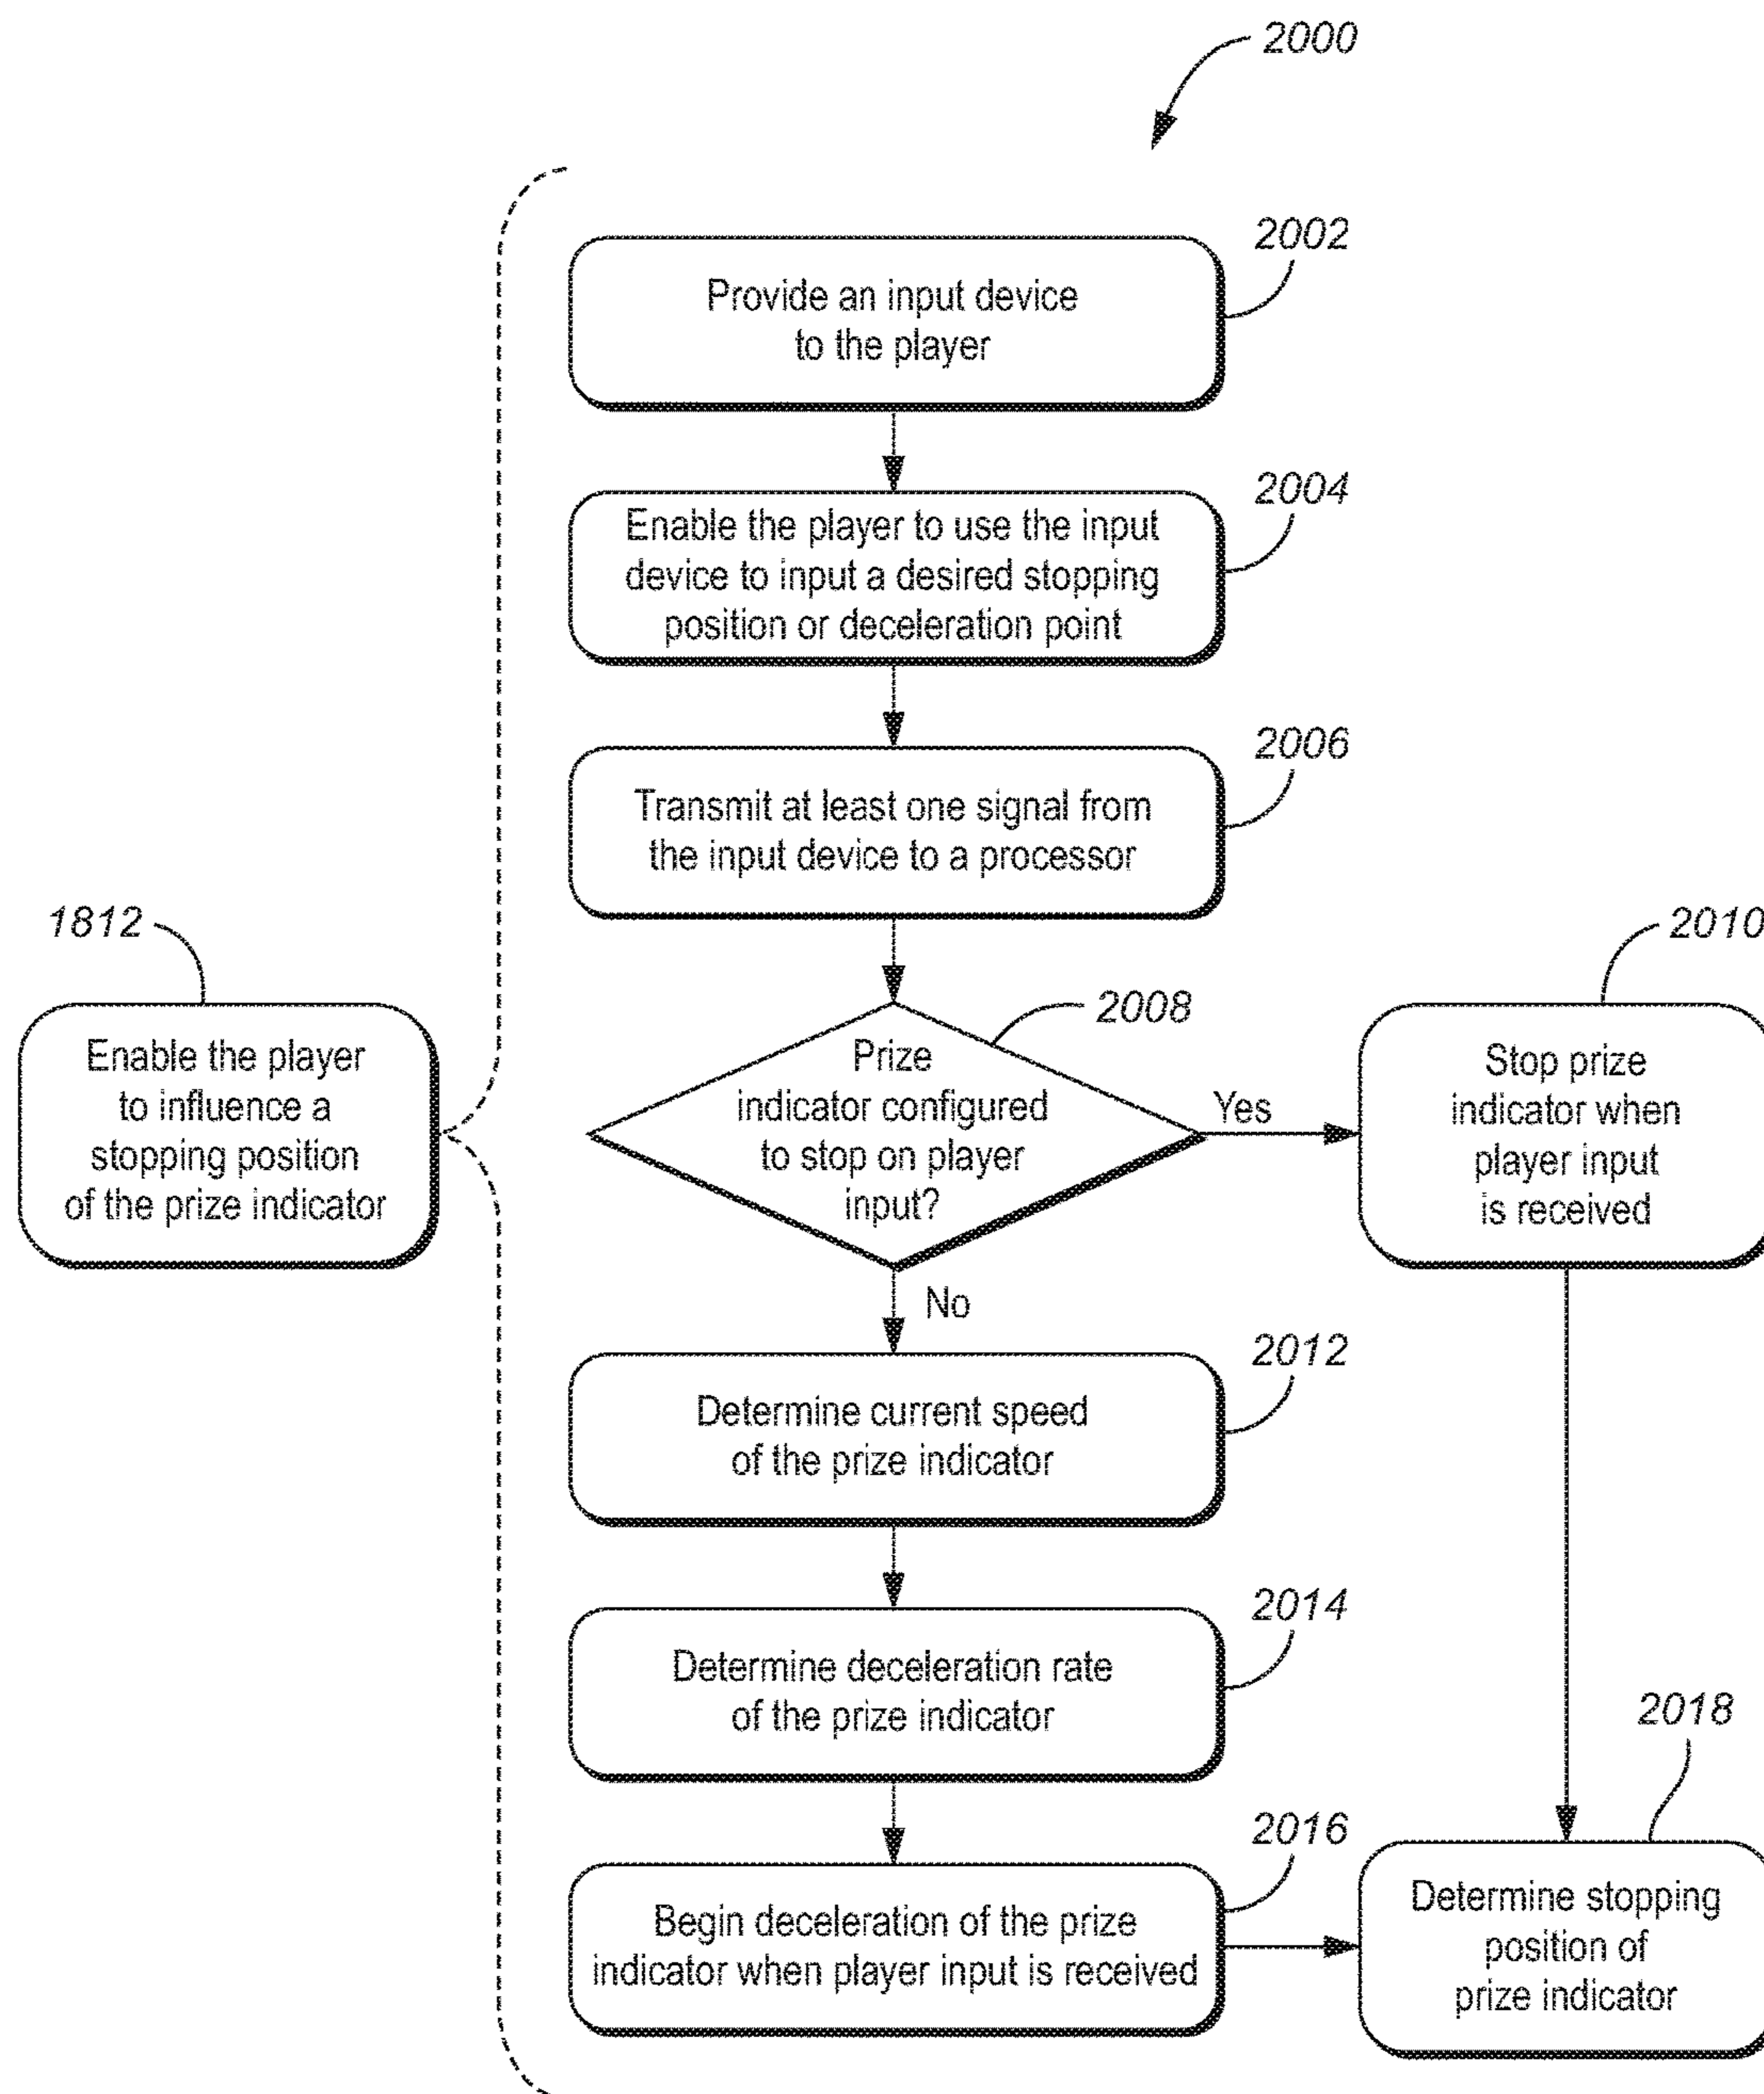 2000
2002
Provide an input device
to the player
2004
Enable the player to use the input
device to input a desired stopping
position or deceleration point
2006
Transmit at least one signal from
the input device to a processor
1812
Enable the player
to influence a
stopping position
of the prize indicator
2008
Prize
indicator configured
to stop on player
input?
Yes
No
2010
Stop prize
indicator when
player input
is received
2012
Determine current speed
of the prize indicator
2014
Determine deceleration rate
of the prize indicator
2016
Begin deceleration of the prize
indicator when player input is received
2018
Determine stopping
position of
prize indicator